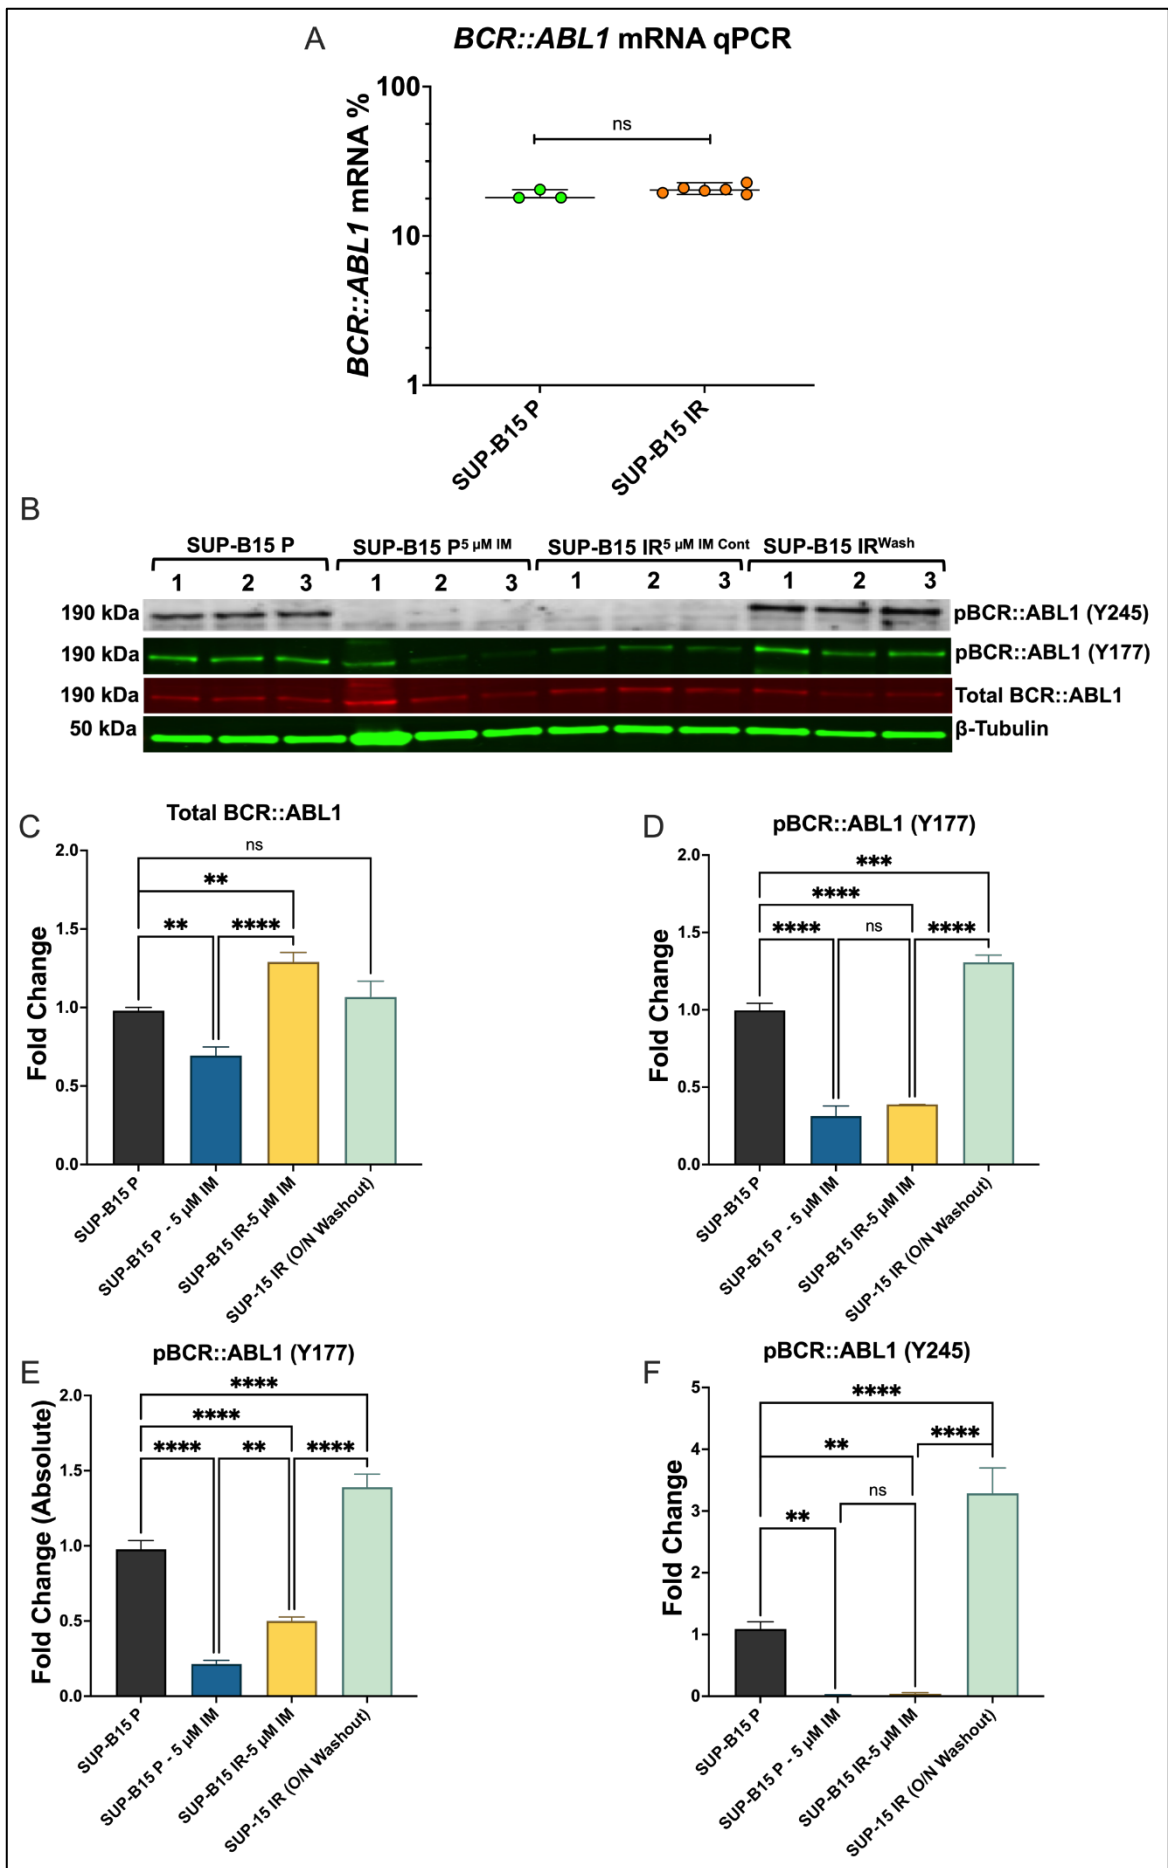 A
BCR::ABL1 mRNA qPCR
BCR::ABL1 mRNA %
100
10
1
ns
SUP-B15 P
SUP-B15 IR
B
SUP-B15 P
SUP-B15 P5 µM IM
SUP-B15 IR5 µM IM Cont
SUP-B15 IRWash
1 2 3 1 2 3 1 2 3 1 2 3
190 kDa
pBCR::ABL1 (Y245)
190 kDa
pBCR::ABL1 (Y177)
190 kDa
Total BCR::ABL1
50 kDa
β-Tubulin
C
Total BCR::ABL1
Fold Change
2.0
1.5
1.0
0.5
0.0
ns
**
** ****
SUP-B15 P
SUP-B15 P - 5 µM IM
SUP-B15 IR-5 µM IM
SUP-15 IR (O/N Washout)
D
pBCR::ABL1 (Y177)
Fold Change
2.0
1.5
1.0
0.5
0.0
***
****
**** ns ****
SUP-B15 P
SUP-B15 P - 5 µM IM
SUP-B15 IR-5 µM IM
SUP-15 IR (O/N Washout)
E
pBCR::ABL1 (Y177)
Fold Change (Absolute)
2.0
1.5
1.0
0.5
0.0
****
****
**** ** ****
SUP-B15 P
SUP-B15 P - 5 µM IM
SUP-B15 IR-5 µM IM
SUP-15 IR (O/N Washout)
F
pBCR::ABL1 (Y245)
Fold Change
5
4
3
2
1
0
****
****
**
ns
**
SUP-B15 P
SUP-B15 P - 5 µM IM
SUP-B15 IR-5 µM IM
SUP-15 IR (O/N Washout)